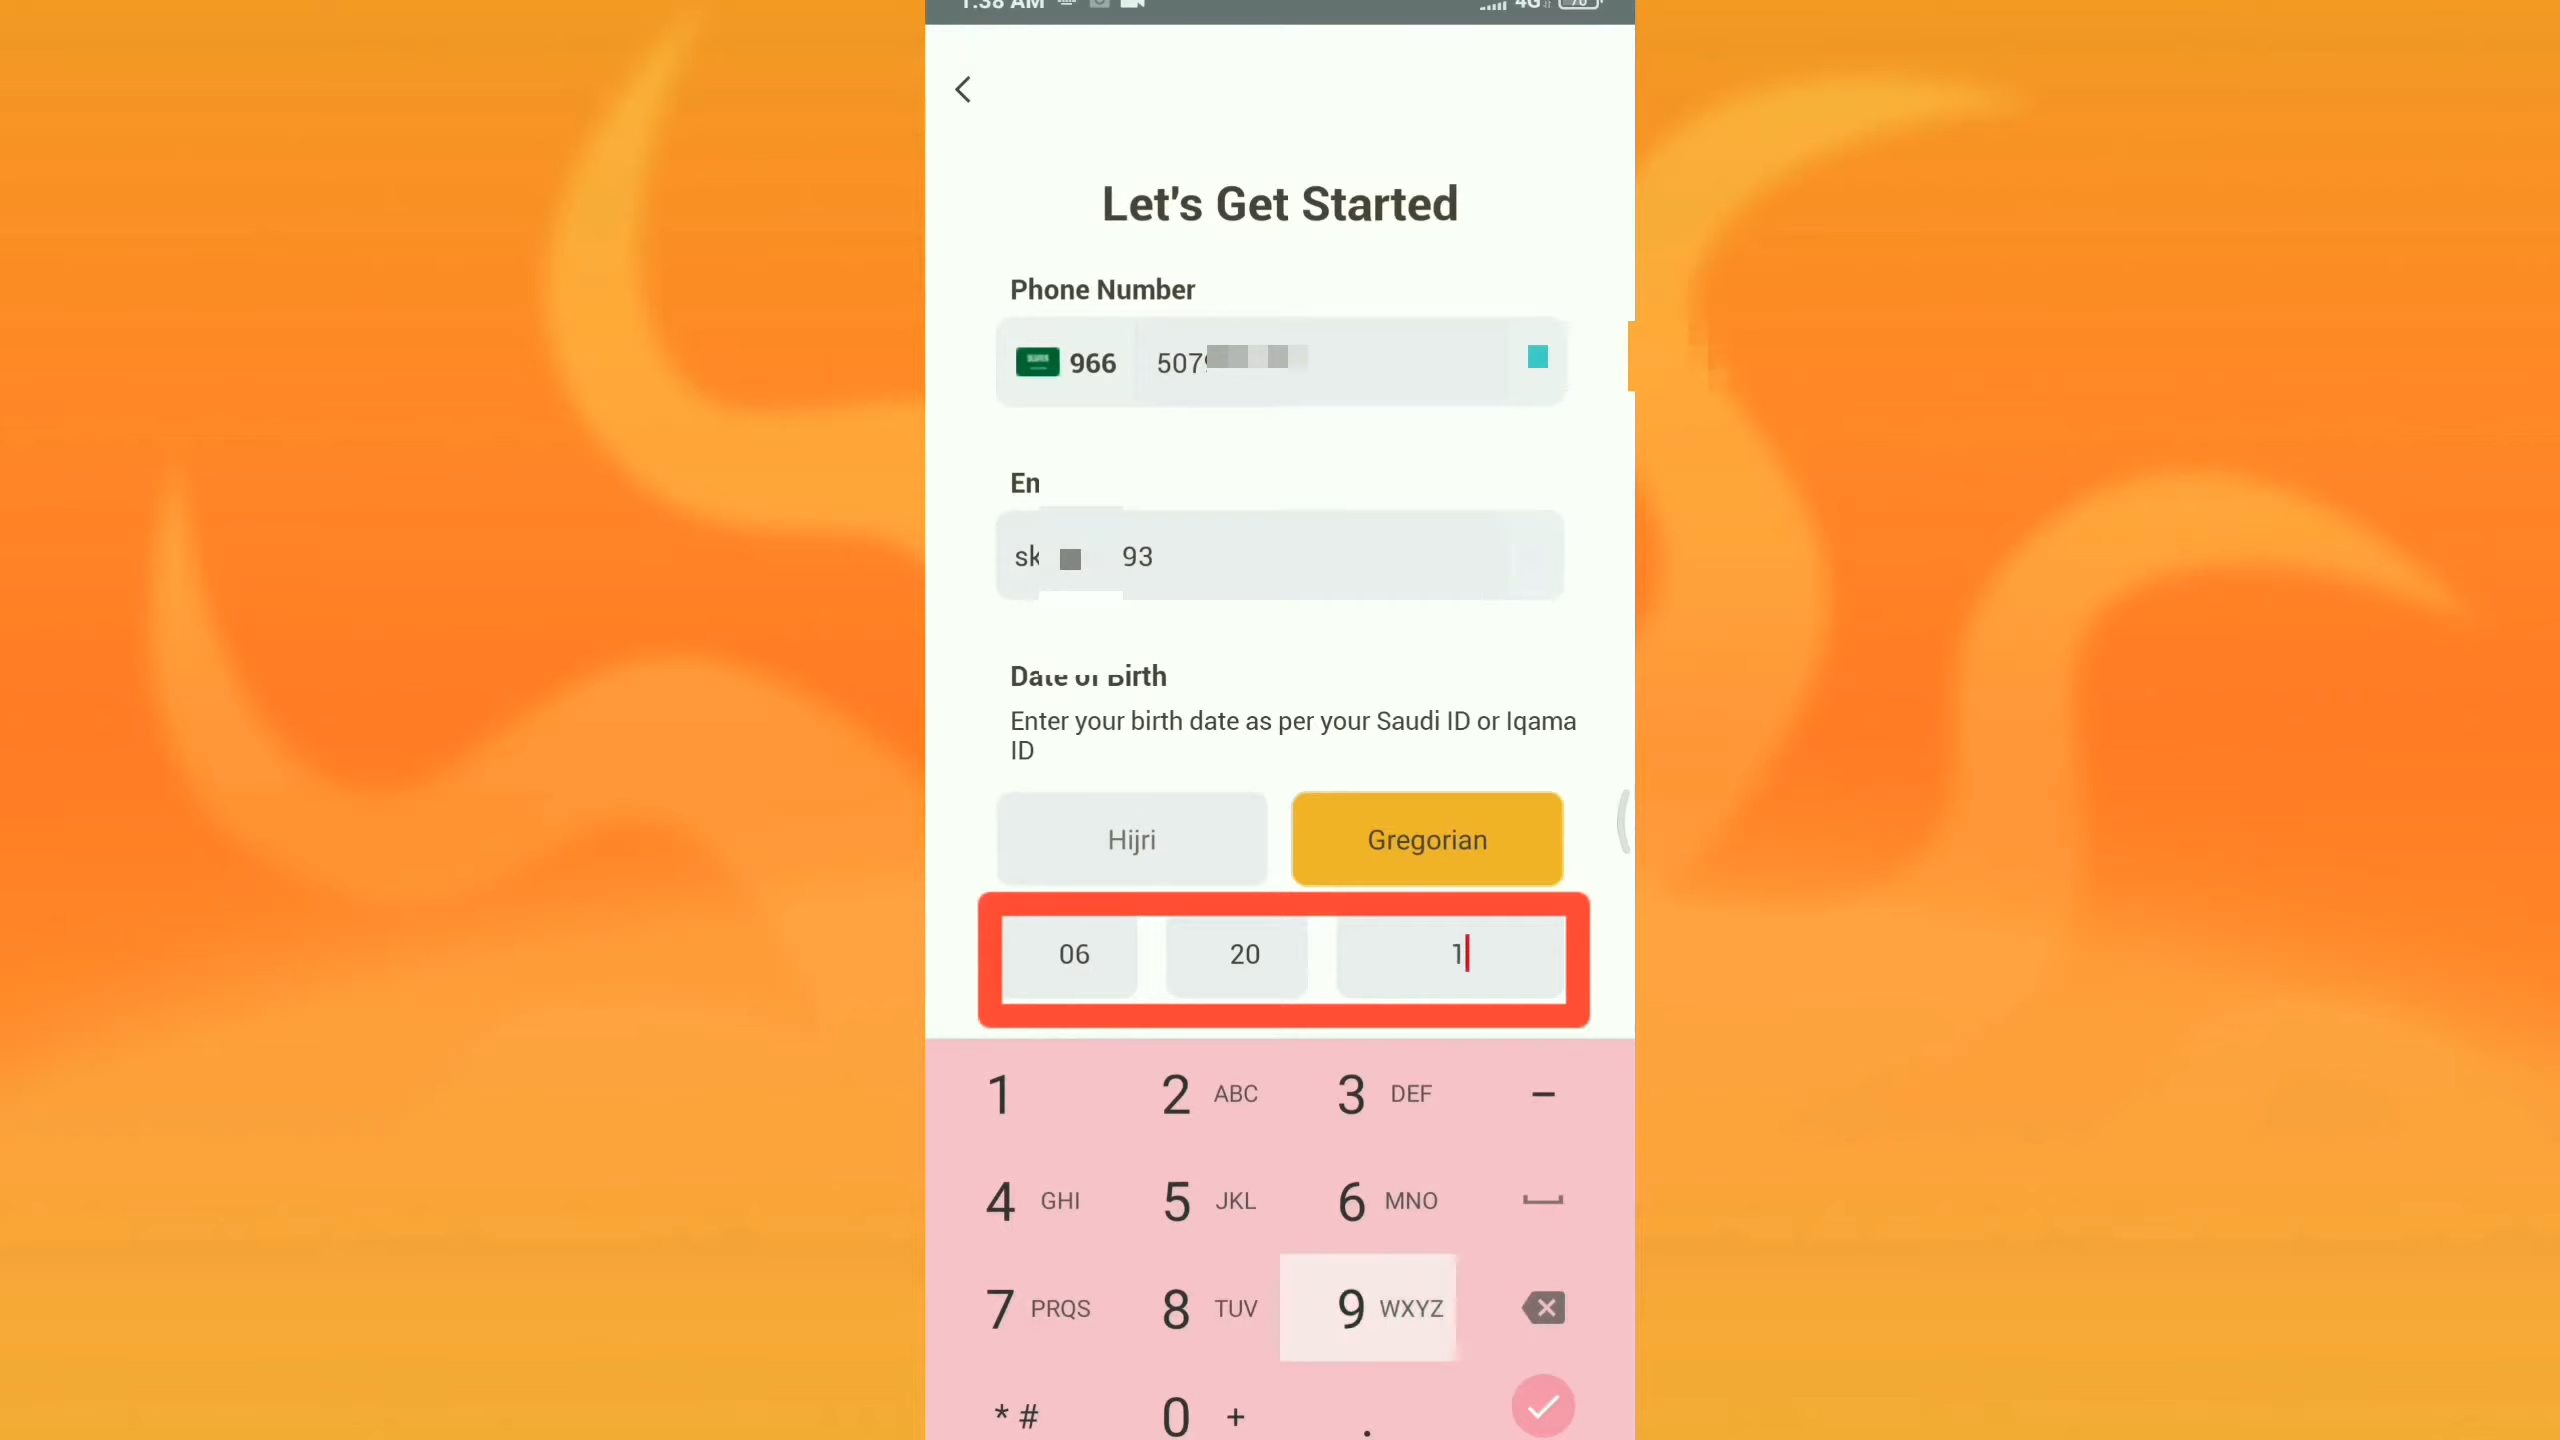 1:38 AM 4G 70
Let's Get Started
Phone Number
966 507
En
sk 93
Date of Birth
Enter your birth date as per your Saudi ID or Iqama
ID
Hijri Gregorian
06 20 1
1 2 ABC 3 DEF –
4 GHI 5 JKL 6 MNO
7 PRQS 8 TUV 9 WXYZ
* # 0 + .